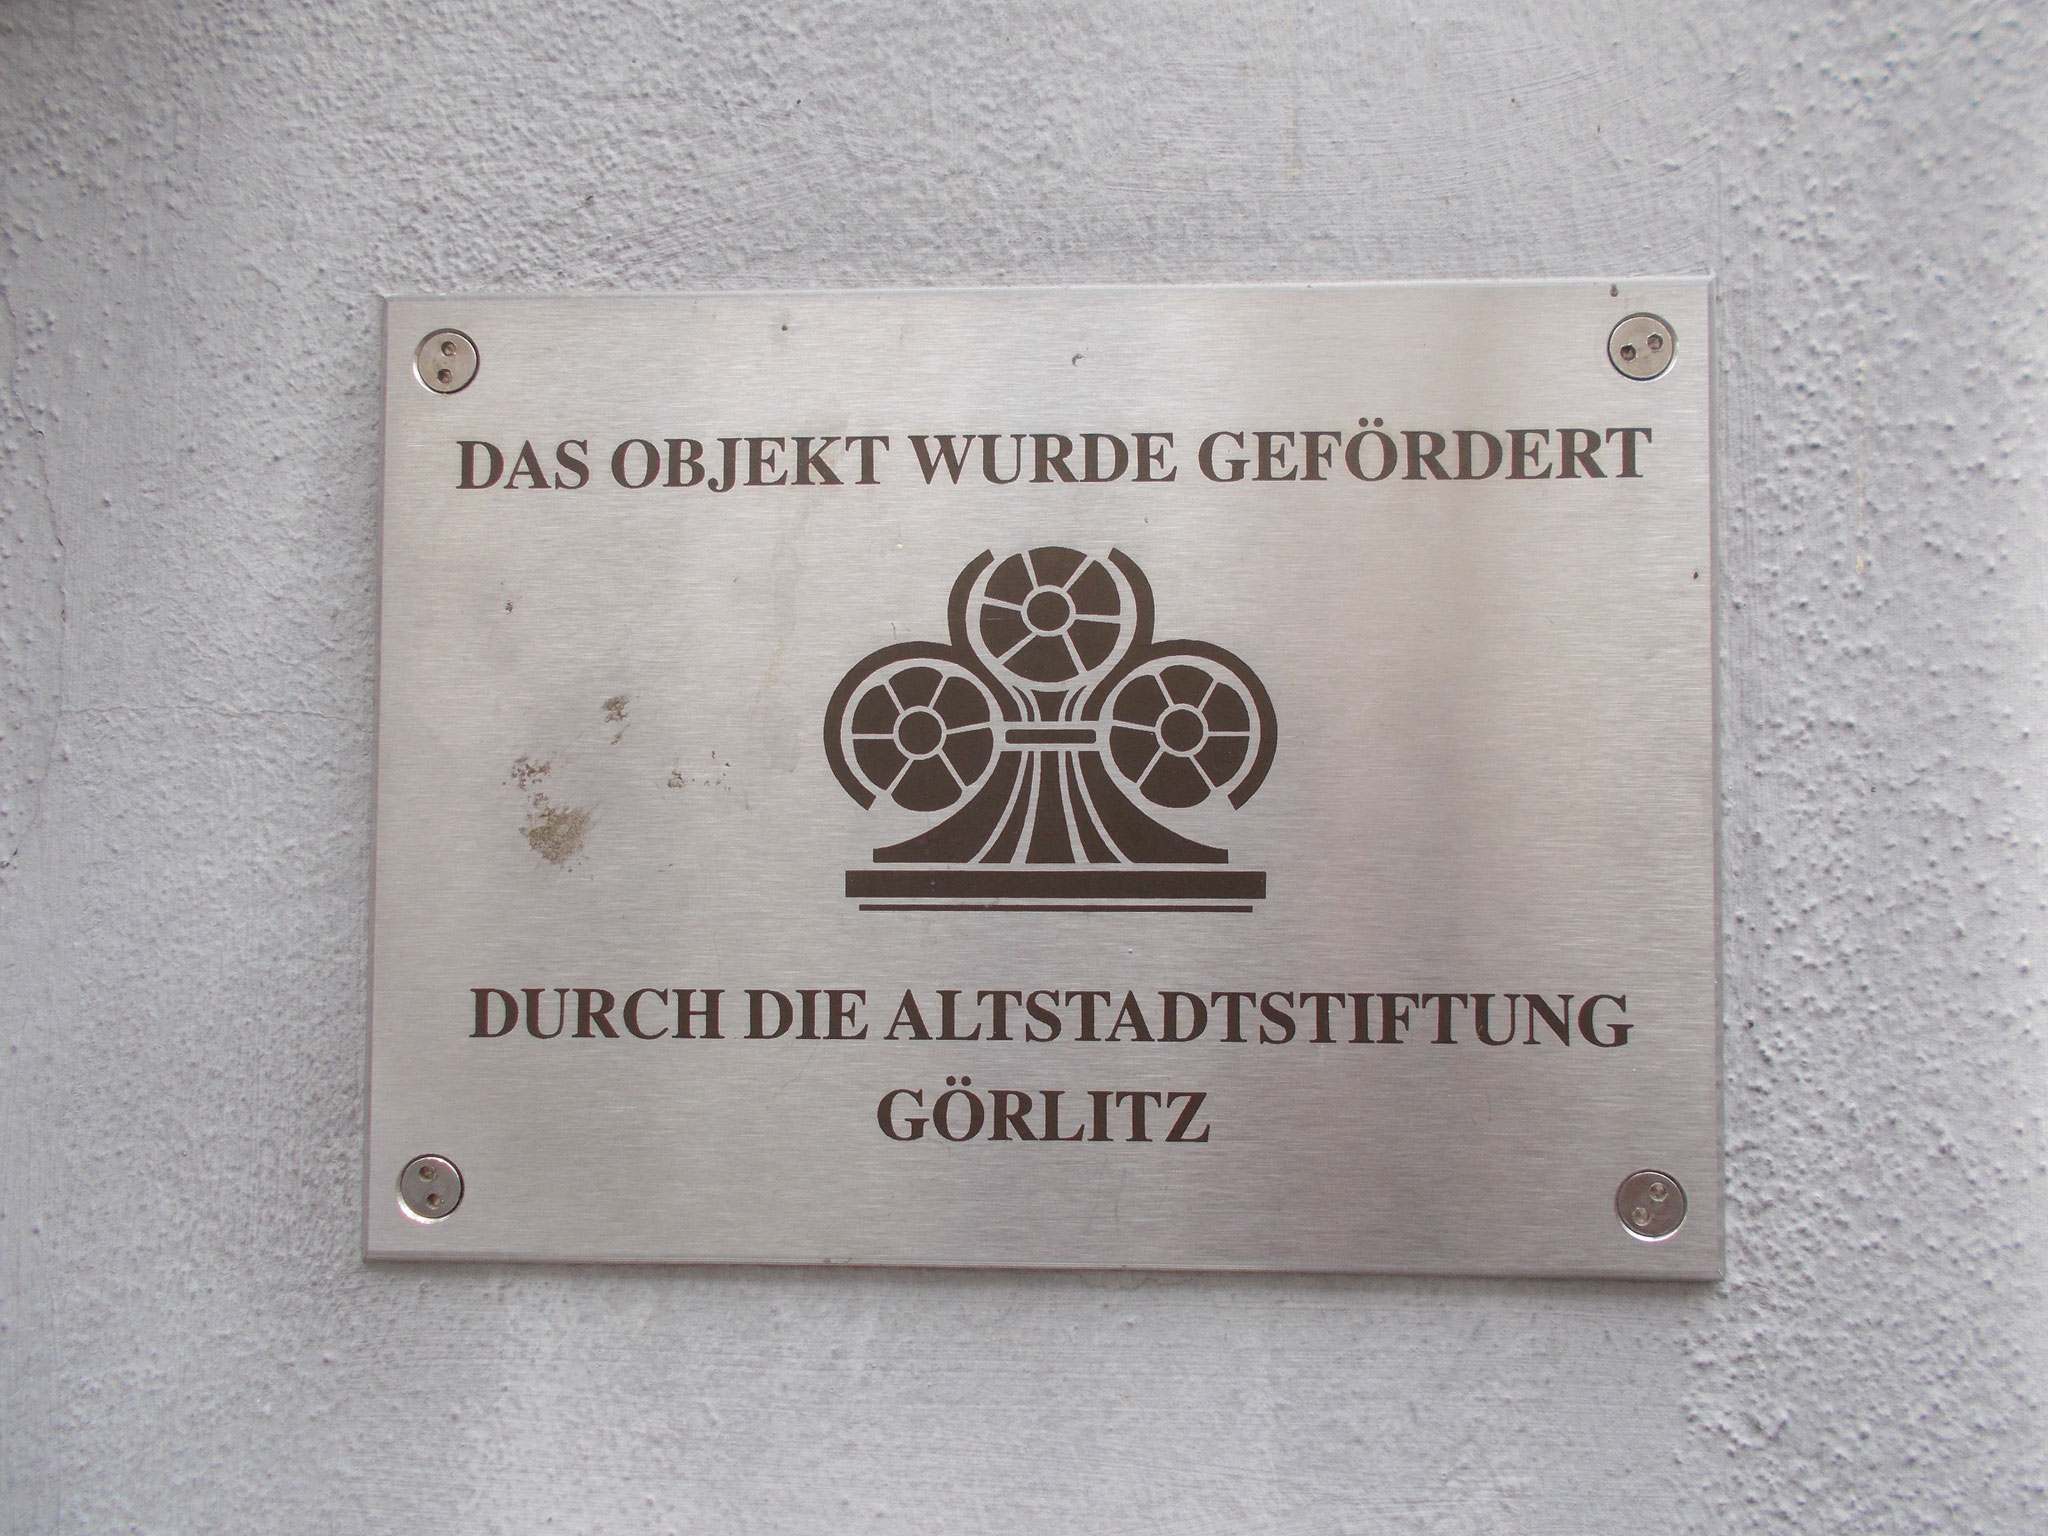 DAS OBJEKT WURDE GEFÖRDERT
DURCH DIE ALTSTADTSTIFTUNG
GÖRLITZ